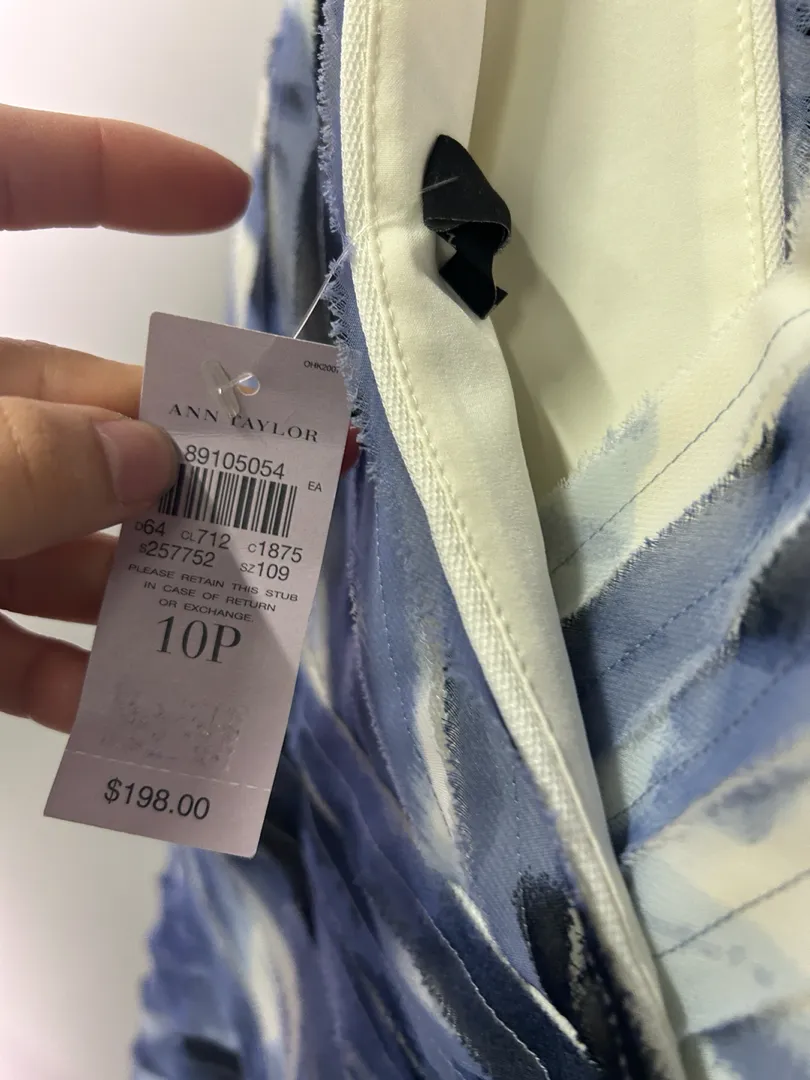 ANN TAYLOR
89105054
EA
D64 CL712 C1875
S257752 SZ109
PLEASE RETAIN THIS STUB
IN CASE OF RETURN
OR EXCHANGE.
10P
$198.00